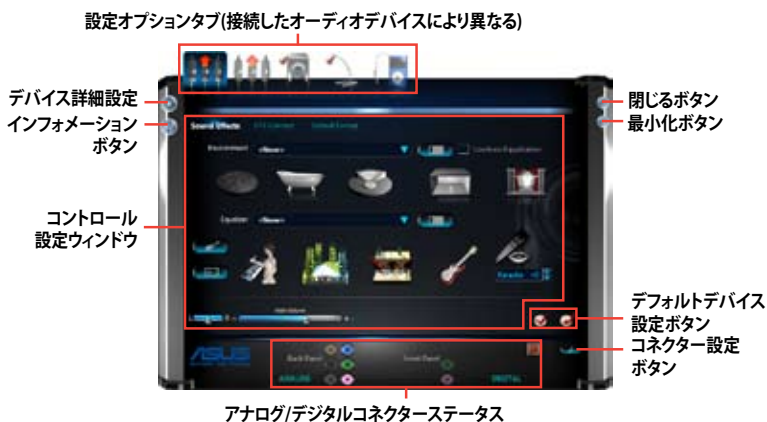 設定オプションタブ(接続したオーディオデバイスにより異なる)
デバイス詳細設定
インフォメーション
ボタン
閉じるボタン
最小化ボタン
Sound Effects
Environment <None>
コントロール
設定ウィンドウ
Equalizer <None>
Karaoke
デフォルトデバイス
設定ボタン
コネクター設定
ボタン
ASUS
Back Panel
Front Panel
ANALOG
DIGITAL
アナログ/デジタルコネクターステータス